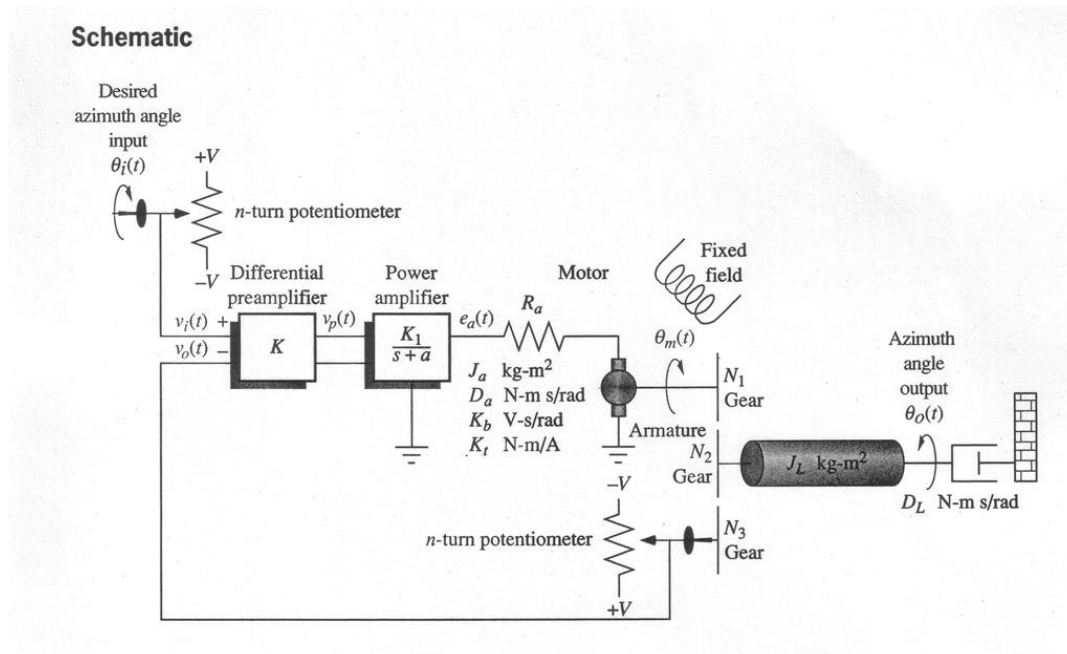 Schematic
Desired
azimuth angle
input
θi(t)
+V
n-turn potentiometer
−V
Differential
preamplifier
Power
amplifier
Motor
Fixed
field
vi(t) +
vo(t) −
K
vp(t)
K1
s + a
ea(t)
Ra
Ja kg-m²
Da N-m s/rad
Kb V-s/rad
Kt N-m/A
θm(t)
Armature
N1
Gear
N2
Gear
JL kg-m²
Azimuth
angle
output
θo(t)
DL N-m s/rad
−V
n-turn potentiometer
+V
N3
Gear